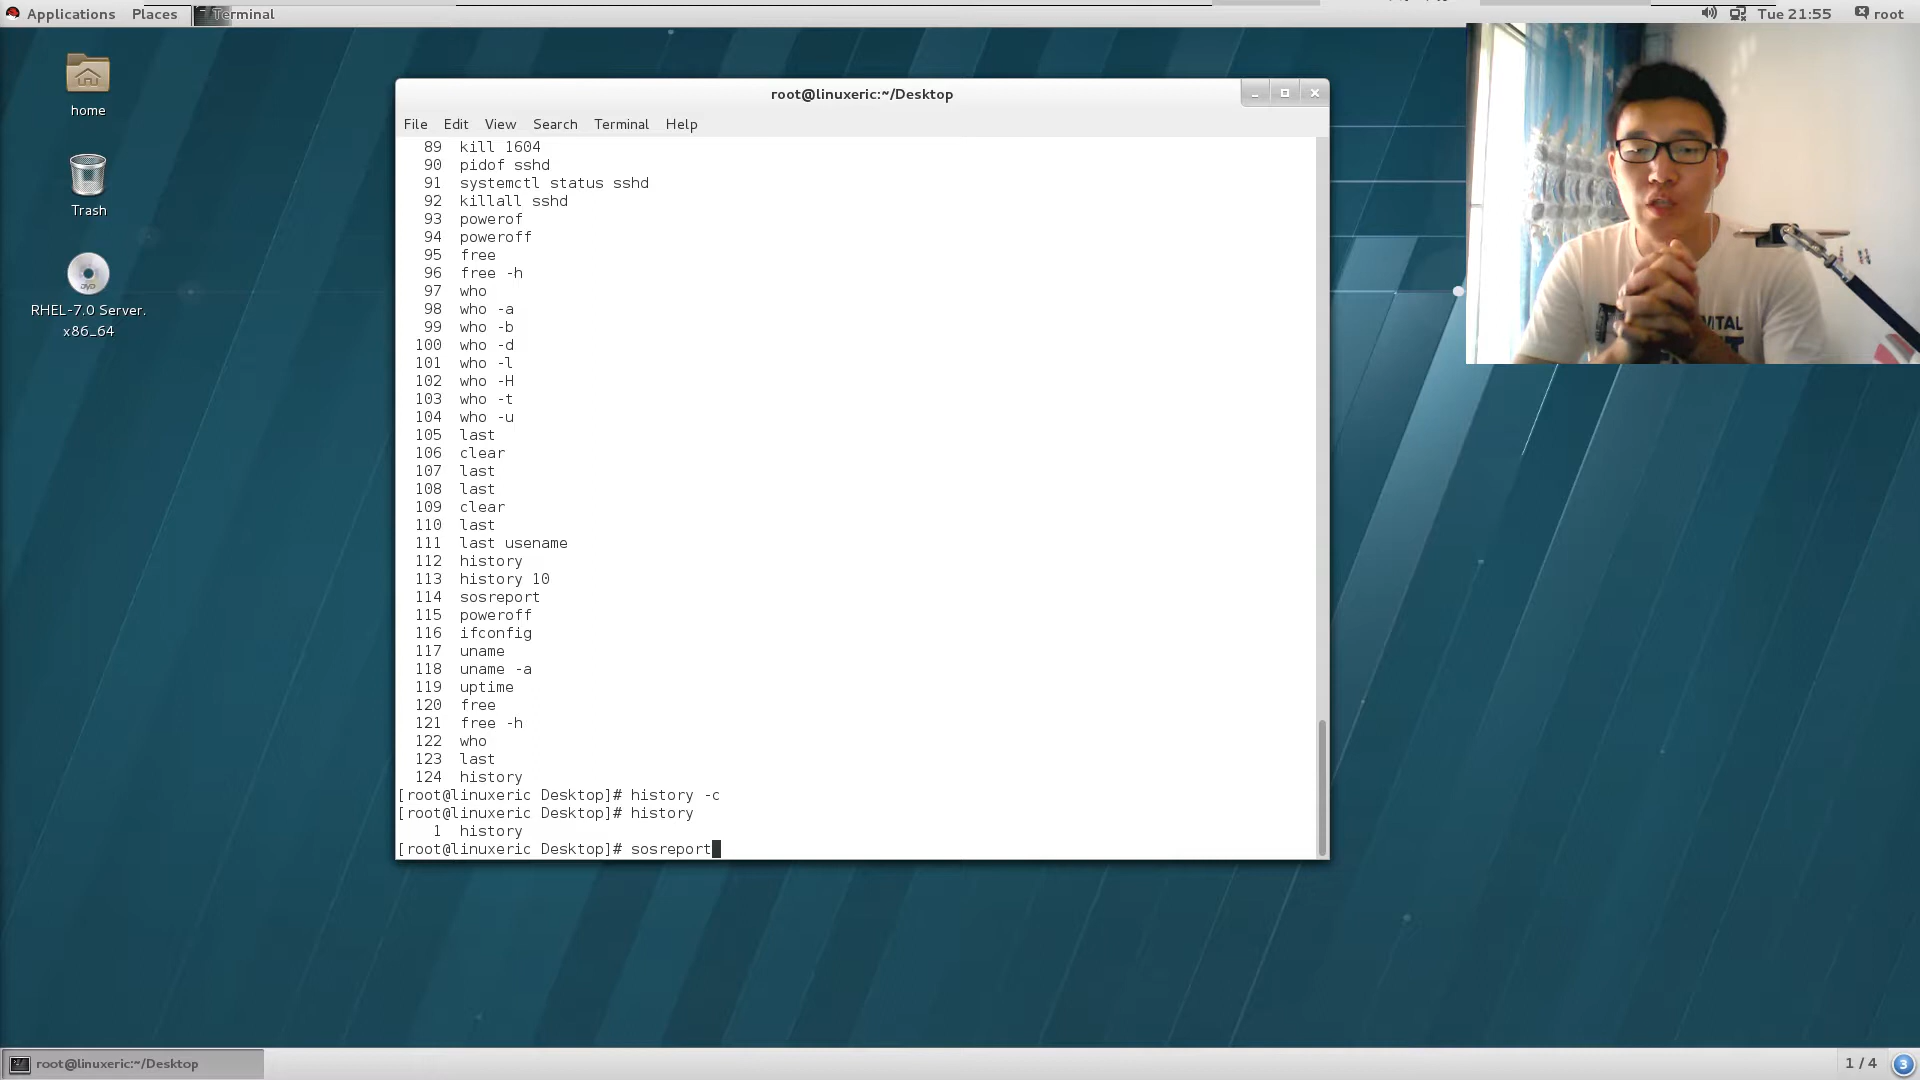 Applications Places Terminal Tue 21:55 root
home
Trash
RHEL-7.0 Server.
x86_64
root@linuxeric:~/Desktop
File Edit View Search Terminal Help
89 kill 1604
90 pidof sshd
91 systemctl status sshd
92 killall sshd
93 powerof
94 poweroff
95 free
96 free -h
97 who
98 who -a
99 who -b
100 who -d
101 who -l
102 who -H
103 who -t
104 who -u
105 last
106 clear
107 last
108 last
109 clear
110 last
111 last usename
112 history
113 history 10
114 sosreport
115 poweroff
116 ifconfig
117 uname
118 uname -a
119 uptime
120 free
121 free -h
122 who
123 last
124 history
[root@linuxeric Desktop]# history -c
[root@linuxeric Desktop]# history
1 history
[root@linuxeric Desktop]# sosreport
root@linuxeric:~/Desktop
1 / 4
3